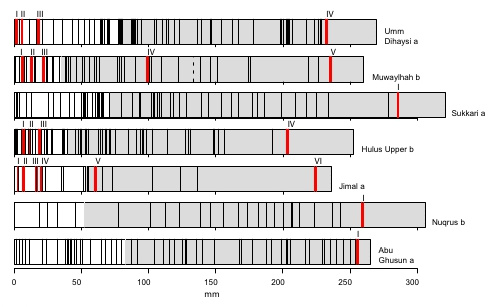 I II III IV
Umm
Dihaysi a
I II III IV V
Muwaylhah b
I
Sukkari a
I II III IV
Hulus Upper b
I II III IV V VI
Jimal a
I
Nuqrus b
I
Abu
Ghusun a
0 50 100 150 200 250 300
mm